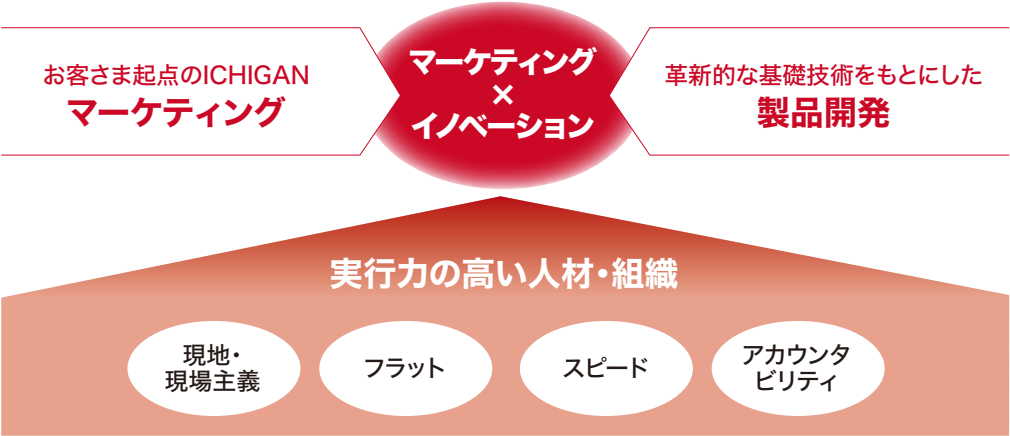 お客さま起点のICHIGAN
マーケティング
マーケティング
×
イノベーション
革新的な基礎技術をもとにした
製品開発
実行力の高い人材・組織
現地・
現場主義
フラット
スピード
アカウンタ
ビリティ